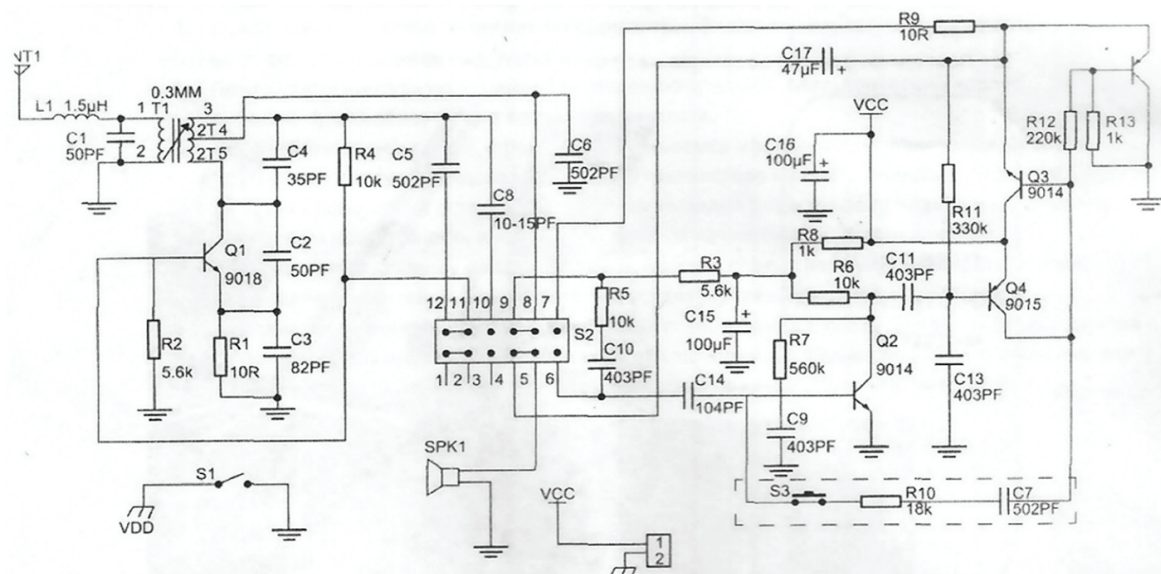 NT1
L1 1.5μH
C1
50PF
0.3MM
1 T1 3
2T 4
2 2T 5
C4
35PF
R4
10k
C5
502PF
C6
502PF
C8
10-15PF
Q1
9018
C2
50PF
R2
5.6k
R1
10R
C3
82PF
12 11 10 9 8 7
S2
1 2 3 4 5 6
R5
10k
C10
403PF
R3
5.6k
C15
100μF
C14
104PF
R9
10R
C17
47μF
+
VCC
C16
100μF
+
R8
1k
R6
10k
C11
403PF
R11
330k
R12
220k
R13
1k
Q3
9014
Q4
9015
R7
560k
Q2
9014
C9
403PF
C13
403PF
+
S3
R10
18k
C7
502PF
SPK1
S1
VDD
VCC
1
2